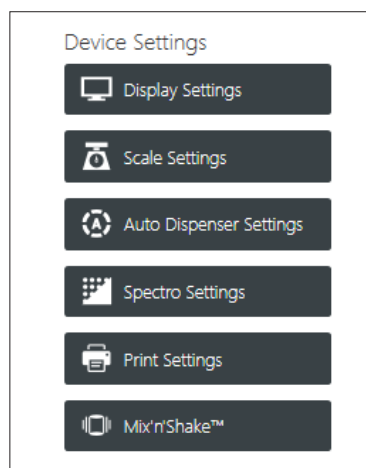 Device Settings
Display Settings
Scale Settings
A Auto Dispenser Settings
Spectro Settings
Print Settings
Mix'n'Shake™